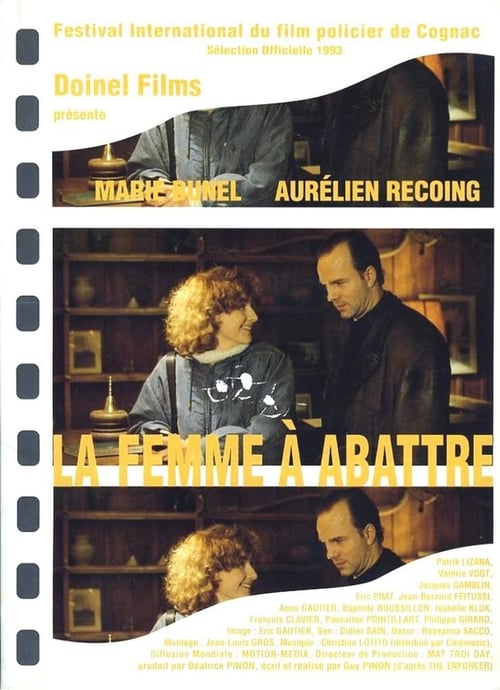 Festival International du film policier de Cognac
Sélection Officielle 1993
Doinel Films
présente
MARIE BUNEL AURÉLIEN RECOING
LA FEMME À ABATTRE
Patrik LIZANA,
Valérie VOGT,
Jacques GAMBLIN,
Eric PRAT, Jean-Bernard FEITUSSI,
Anne GAUTIER, Baptiste ROUSSILLON, Isabelle KLUK,
François CLAVIER, Pascaline POINTILLART, Philippe GIRARD,
Image : Eric GAUTIER, Son : Didier SAIN, Décor : Roseanna SACCO,
Montage : Jean-Louis GROS, Musique : Christian LOTITO (distribué par Cinémusis)
Diffusion Mondiale : MOTION-MEDIA, Directeur de Production : MAT TROI DAY,
produit par Béatrice PINON, écrit et réalisé par Guy PINON (d'après THE ENFORCER)